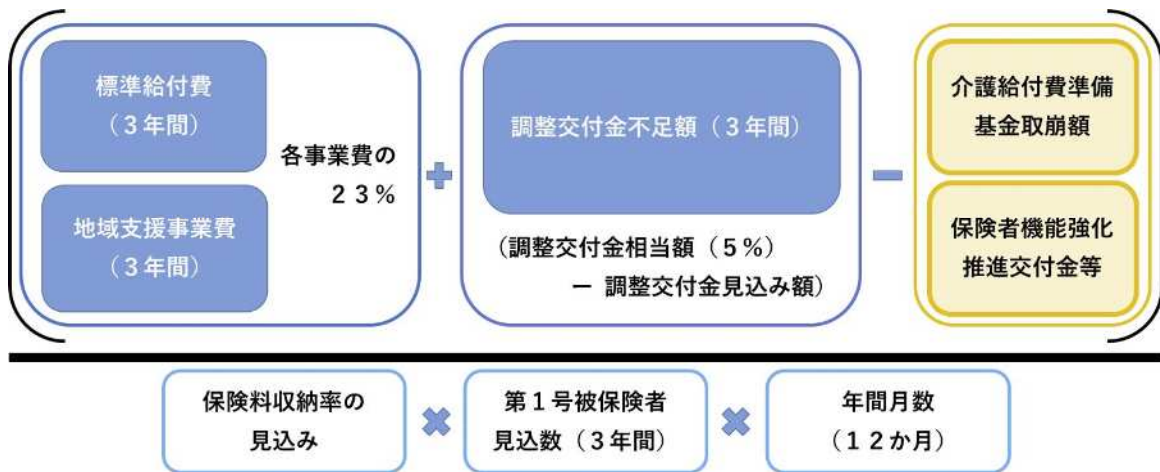 標準給付費
（３年間）
地域支援事業費
（３年間）
各事業費の
２３％
＋
調整交付金不足額（３年間）
（調整交付金相当額（５％）
－ 調整交付金見込み額）
－
介護給付費準備
基金取崩額
保険者機能強化
推進交付金等
保険料収納率の
見込み
×
第１号被保険者
見込数（３年間）
×
年間月数
（１２か月）